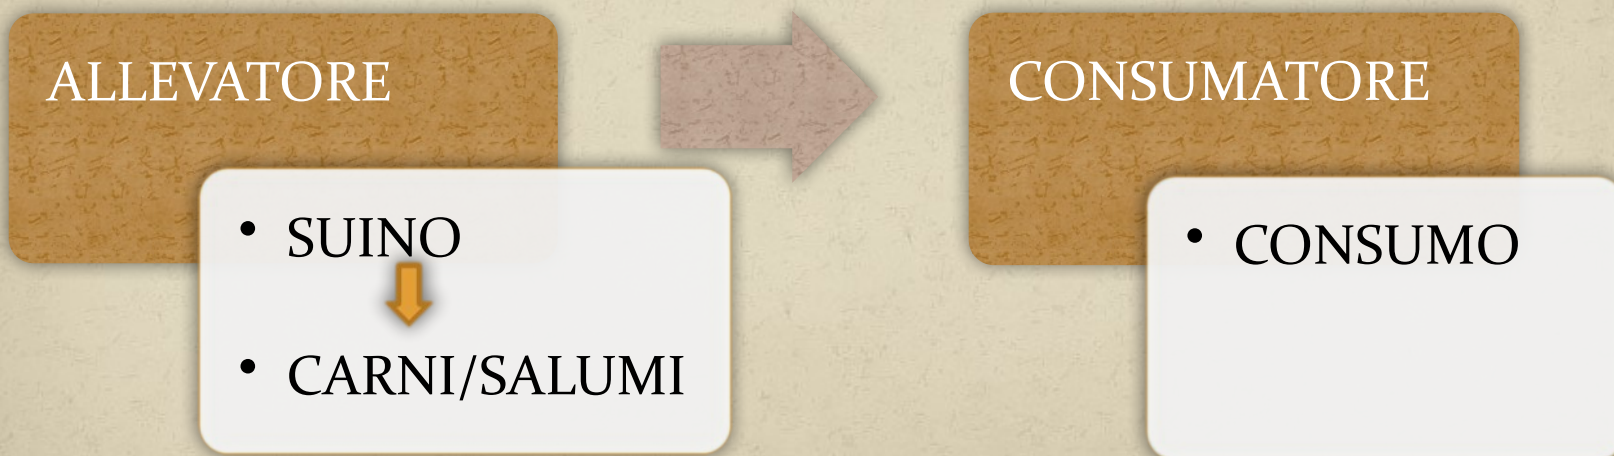 ALLEVATORE
• SUINO
• CARNI/SALUMI
CONSUMATORE
• CONSUMO